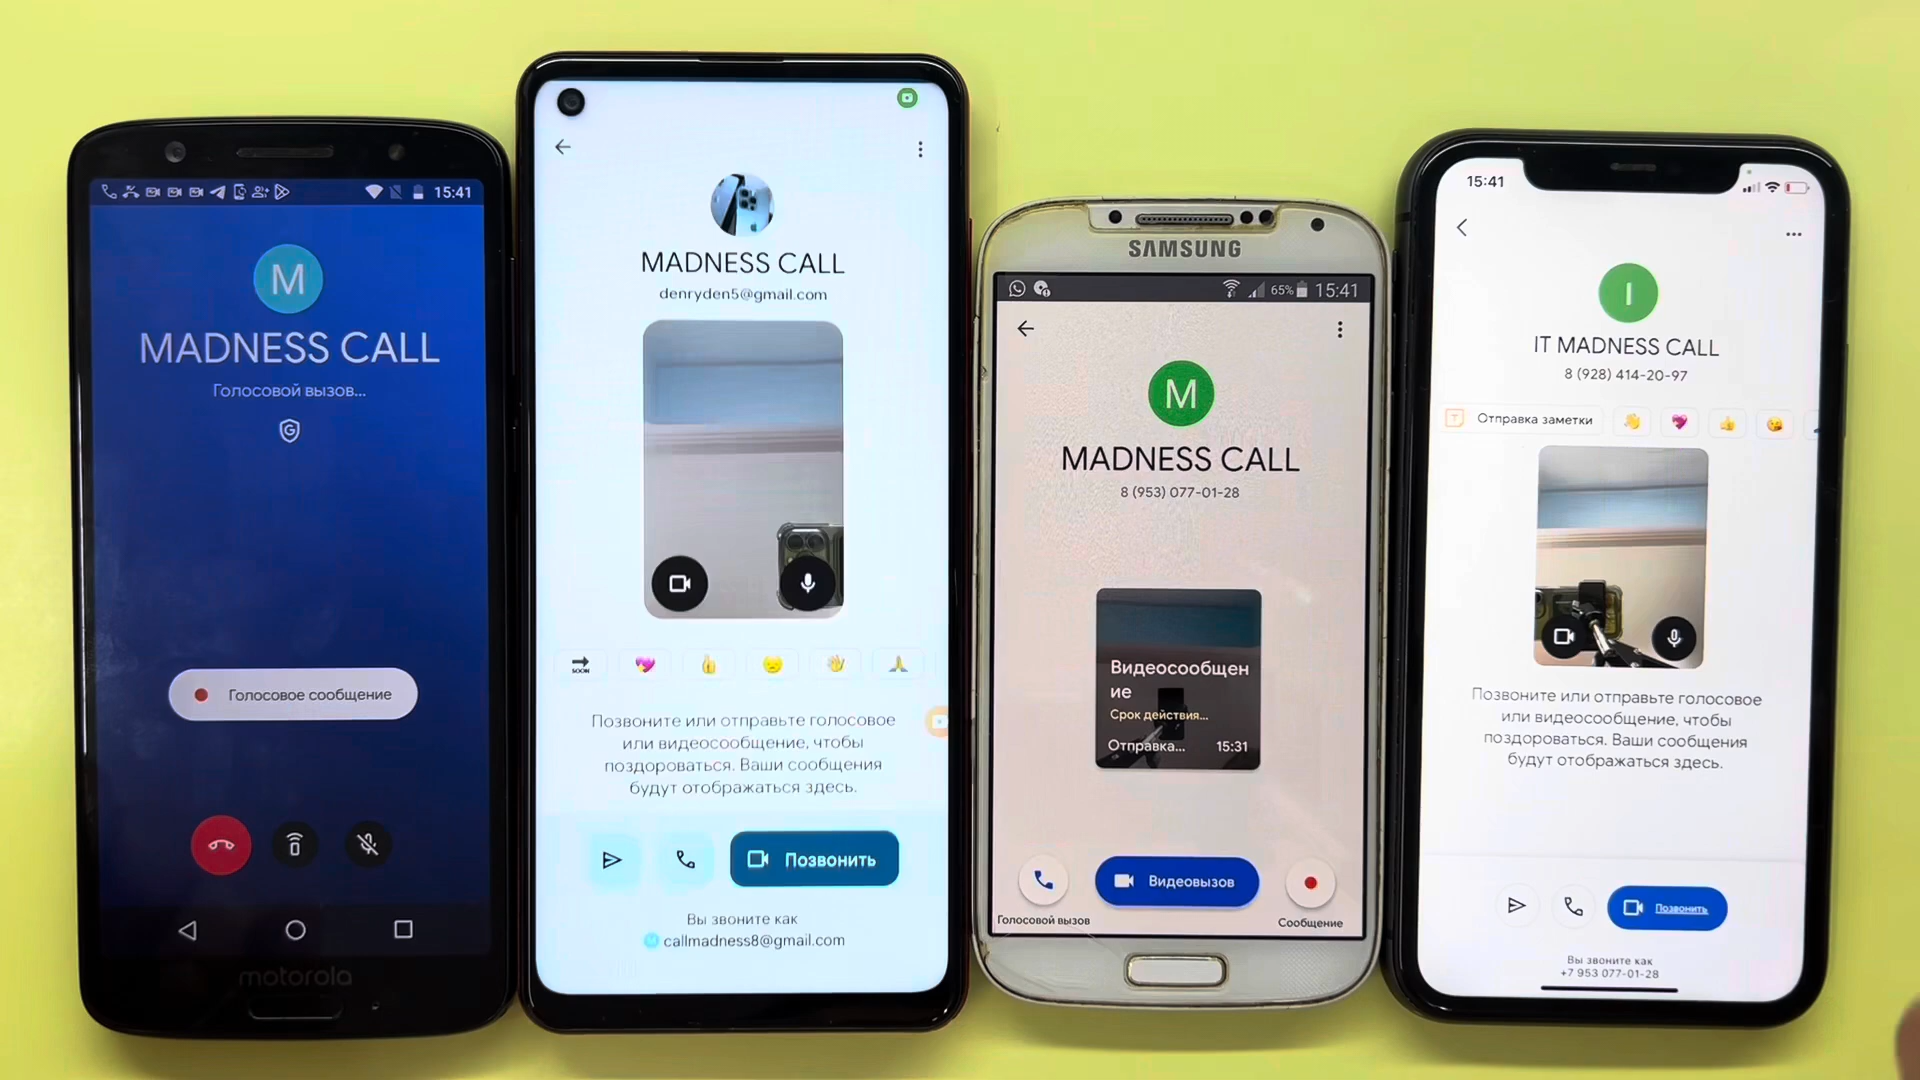 15:41
M
MADNESS CALL
Голосовой вызов...
Голосовое сообщение
motorola
MADNESS CALL
denryden5@gmail.com
SOON
Позвоните или отправьте голосовое
или видеосообщение, чтобы
поздороваться. Ваши сообщения
будут отображаться здесь.
Позвонить
Вы звоните как
M callmadness8@gmail.com
SAMSUNG
65% 15:41
M
MADNESS CALL
8 (953) 077-01-28
Видеосообщен
ие
Срок действия...
Отправка... 15:31
Видеовызов
Голосовой вызов
Сообщение
15:41
I
IT MADNESS CALL
8 (928) 414-20-97
Отправка заметки
Позвоните или отправьте голосовое
или видеосообщение, чтобы
поздороваться. Ваши сообщения
будут отображаться здесь.
Позвонить
Вы звоните как
+7 953 077-01-28